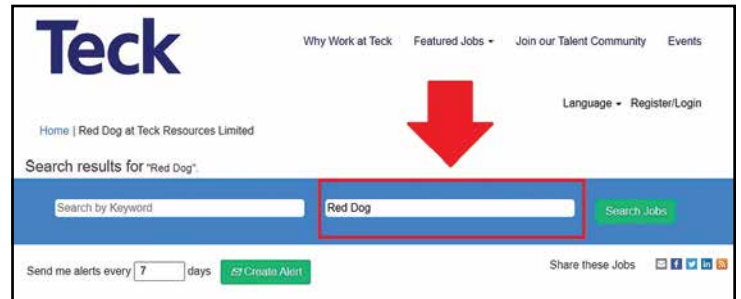 Teck
Why Work at Teck Featured Jobs Join our Talent Community Events
Language Register/Login
Home | Red Dog at Teck Resources Limited
Search results for "Red Dog".
Search by Keyword Red Dog Search Jobs
Send me alerts every 7 days Create Alert
Share these Jobs